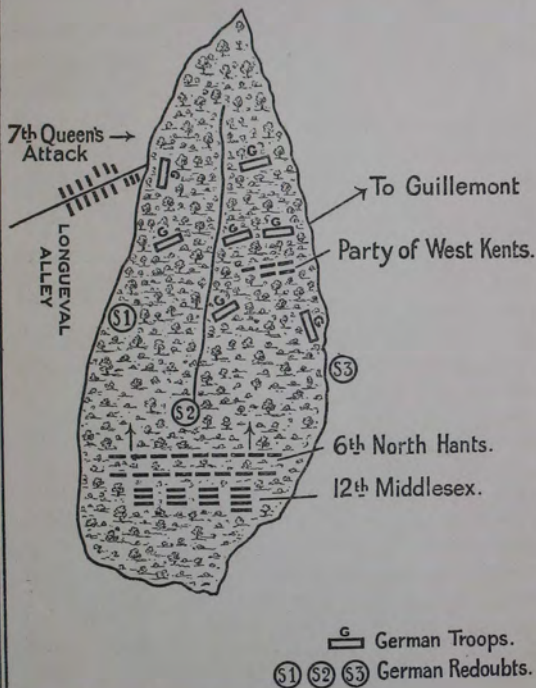 7th Queen's →
Attack
LONGUEVAL
ALLEY
G
G
G
To Guillemont
G
G
Party of West Kents.
G
G
S1
S3
S2
6th North Hants.
12th Middlesex.
G
German Troops.
S1 S2 S3 German Redoubts.